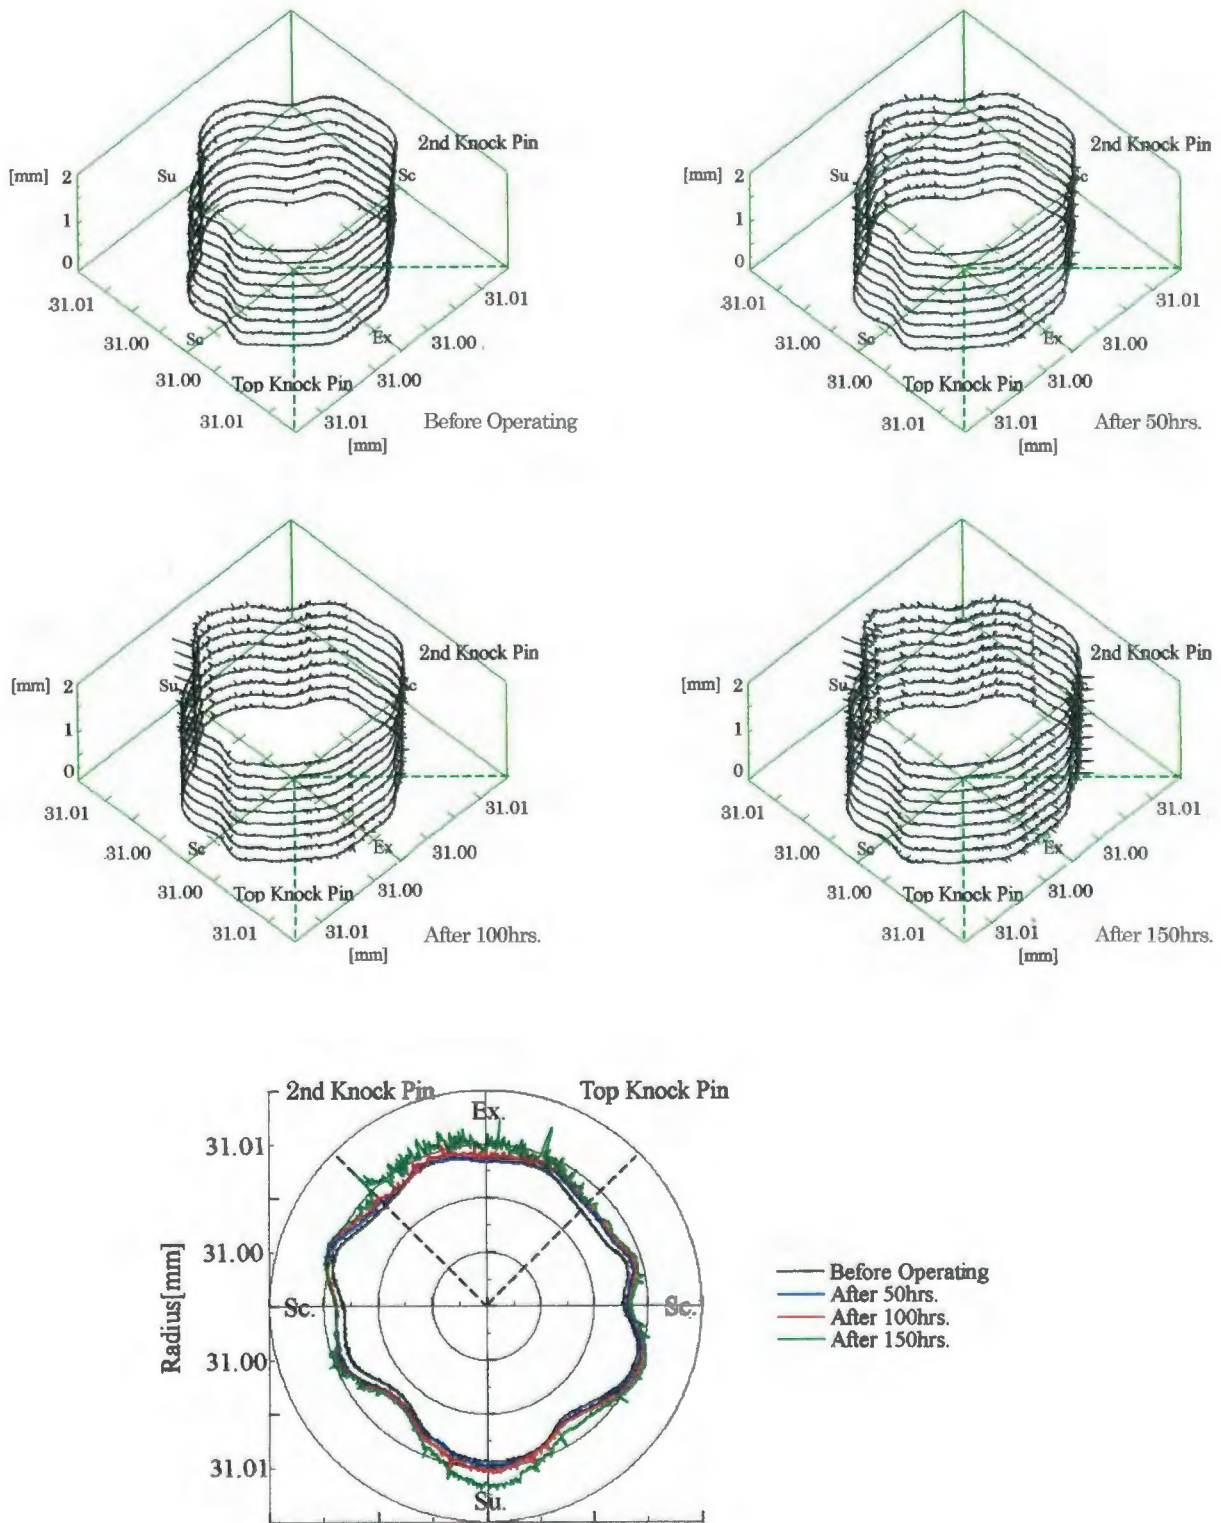 2nd Knock Pin
[mm] 2
Su
Sc
1
0
31.01
31.01
31.00
Sc
Ex
31.00
31.00
Top Knock Pin
31.00
31.01
31.01
[mm]
Before Operating
2nd Knock Pin
[mm] 2
Su
Sc
1
0
31.01
31.01
31.00
Sc
Ex
31.00
31.00
Top Knock Pin
31.00
31.01
31.01
[mm]
After 50hrs.
2nd Knock Pin
[mm] 2
Su
Sc
1
0
31.01
31.01
31.00
Sc
Ex
31.00
31.00
Top Knock Pin
31.00
31.01
31.01
[mm]
After 100hrs.
2nd Knock Pin
[mm] 2
Su
Sc
1
0
31.01
31.01
31.00
Sc
Ex
31.00
31.00
Top Knock Pin
31.00
31.01
31.01
[mm]
After 150hrs.
2nd Knock Pin
Top Knock Pin
Ex.
31.01
31.00
Radius[mm]
Sc.
Sc.
31.00
31.01
Su.
Before Operating
After 50hrs.
After 100hrs.
After 150hrs.